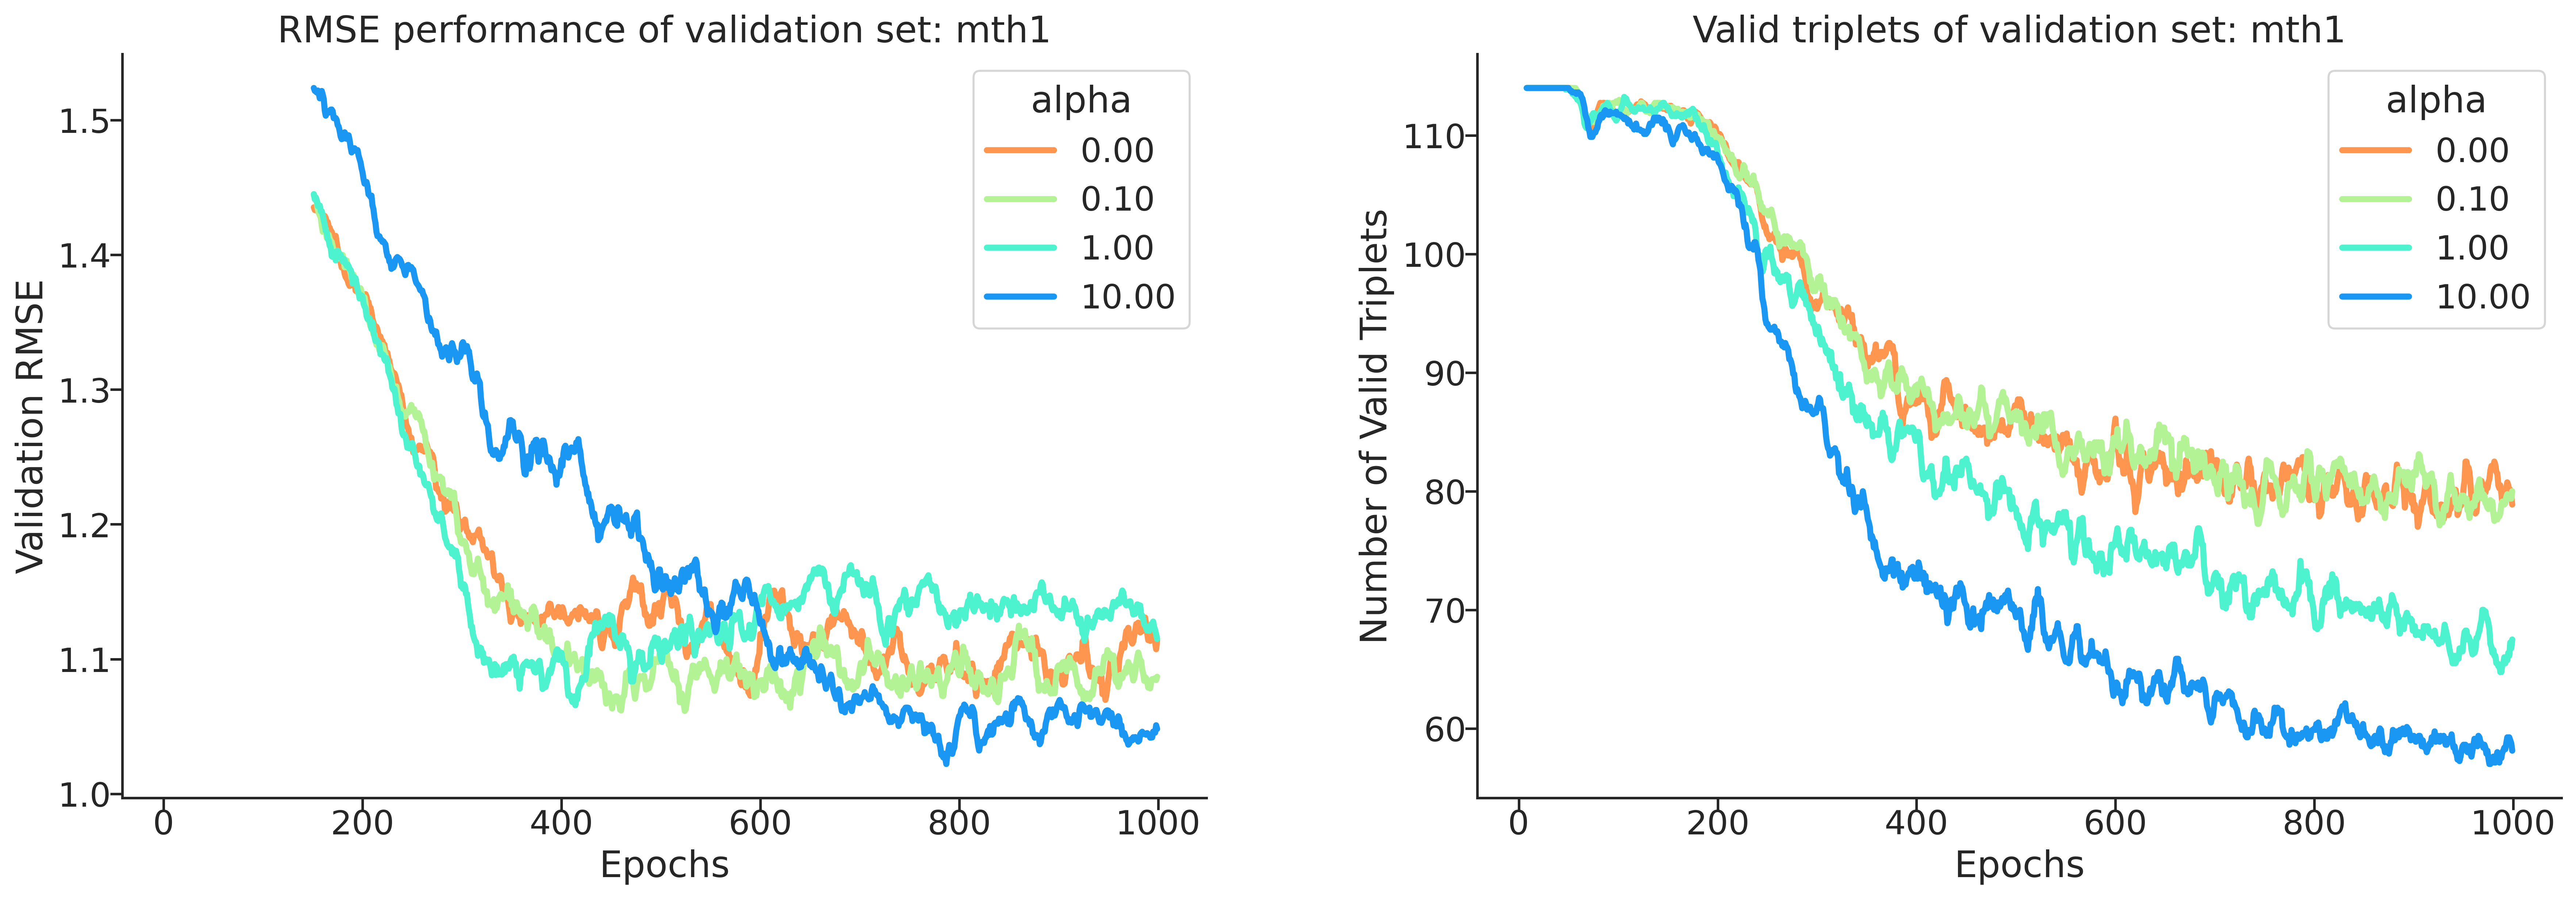 RMSE performance of validation set: mth1
Validation RMSE
1.5
1.4
1.3
1.2
1.1
1.0
0 200 400 600 800 1000
Epochs
alpha
0.00
0.10
1.00
10.00
Valid triplets of validation set: mth1
Number of Valid Triplets
110
100
90
80
70
60
0 200 400 600 800 1000
Epochs
alpha
0.00
0.10
1.00
10.00